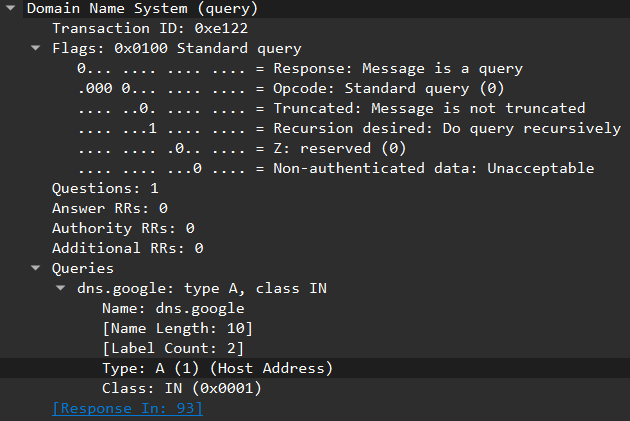 Domain Name System (query)
Transaction ID: 0xe122
Flags: 0x0100 Standard query
0... .... .... .... = Response: Message is a query
.000 0... .... .... = Opcode: Standard query (0)
.... ..0. .... .... = Truncated: Message is not truncated
.... ...1 .... .... = Recursion desired: Do query recursively
.... .... .0.. .... = Z: reserved (0)
.... .... ...0 .... = Non-authenticated data: Unacceptable
Questions: 1
Answer RRs: 0
Authority RRs: 0
Additional RRs: 0
Queries
dns.google: type A, class IN
Name: dns.google
[Name Length: 10]
[Label Count: 2]
Type: A (1) (Host Address)
Class: IN (0x0001)
[Response In: 93]